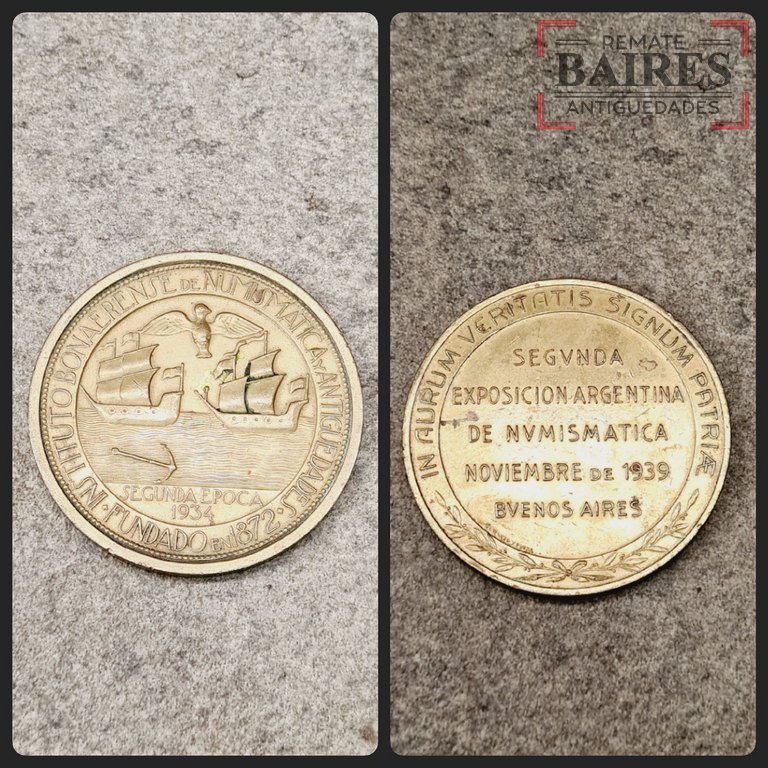 INSTITUTO BONAERENSE DE NUMISMATICA Y ANTIGUEDADES
SEGUNDA EPOCA
1934
· FUNDADO EN 1872 ·
REMATE
BAIRES
ANTIGUEDADES
IN AURUM VERITATIS SIGNUM PATRIÆ
SEGVNDA
EXPOSICION ARGENTINA
DE NVMISMATICA
NOVIEMBRE DE 1939
BVENOS AIRES